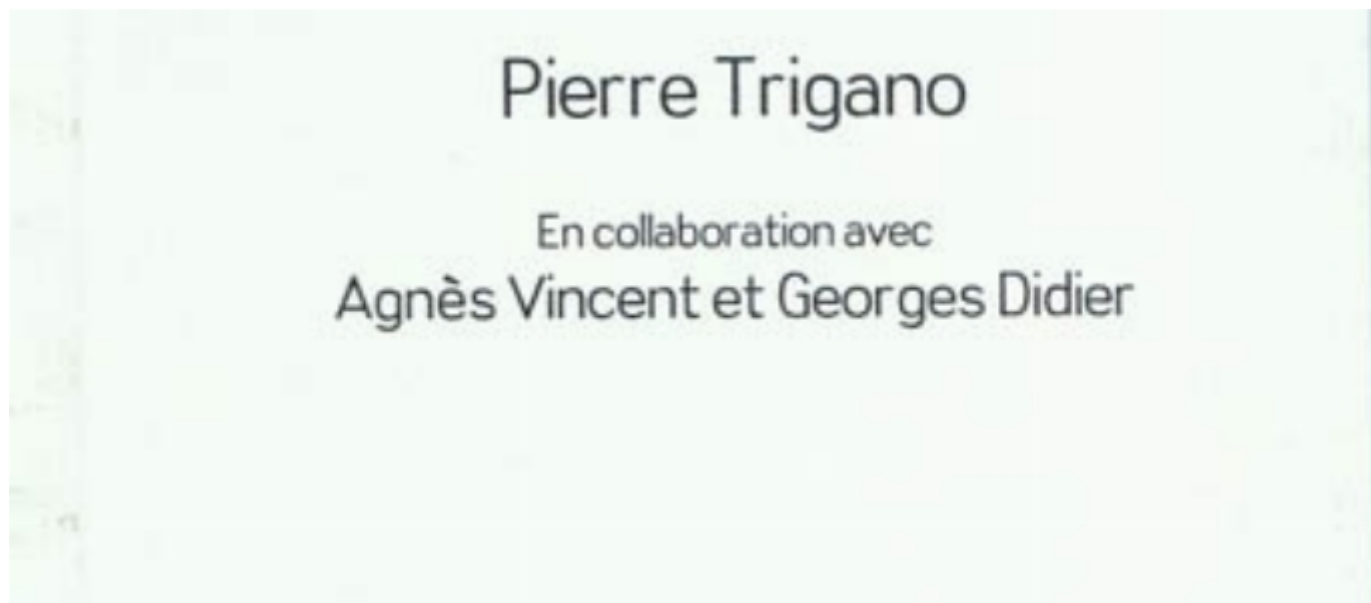 Pierre Trigano
En collaboration avec
Agnès Vincent et Georges Didier